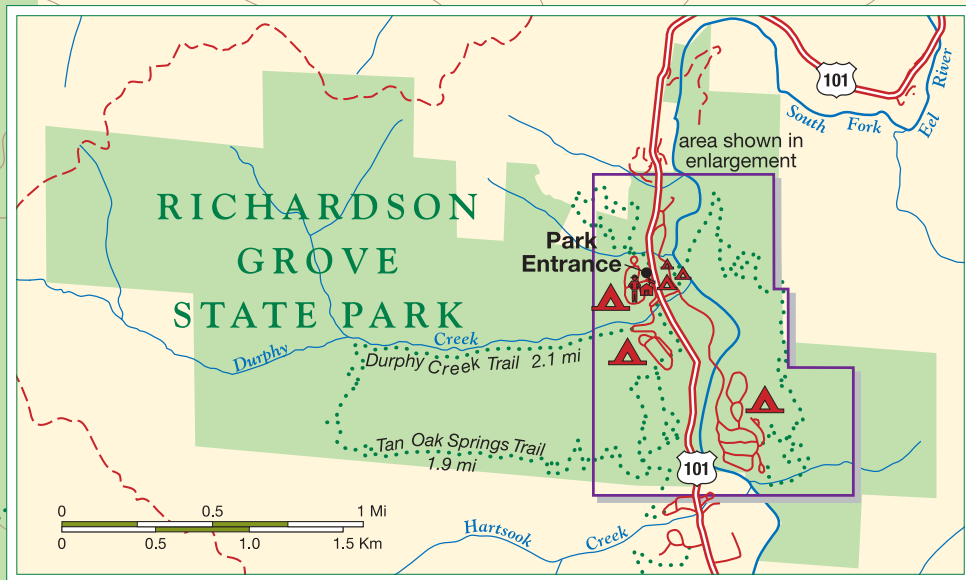 101
South Fork Eel River
area shown in
enlargement
RICHARDSON
GROVE
STATE PARK
Park
Entrance
Durphy Creek
Durphy Creek Trail 2.1 mi
Tan Oak Springs Trail
1.9 mi
101
0 0.5 1 Mi
0 0.5 1.0 1.5 Km
Hartsook Creek